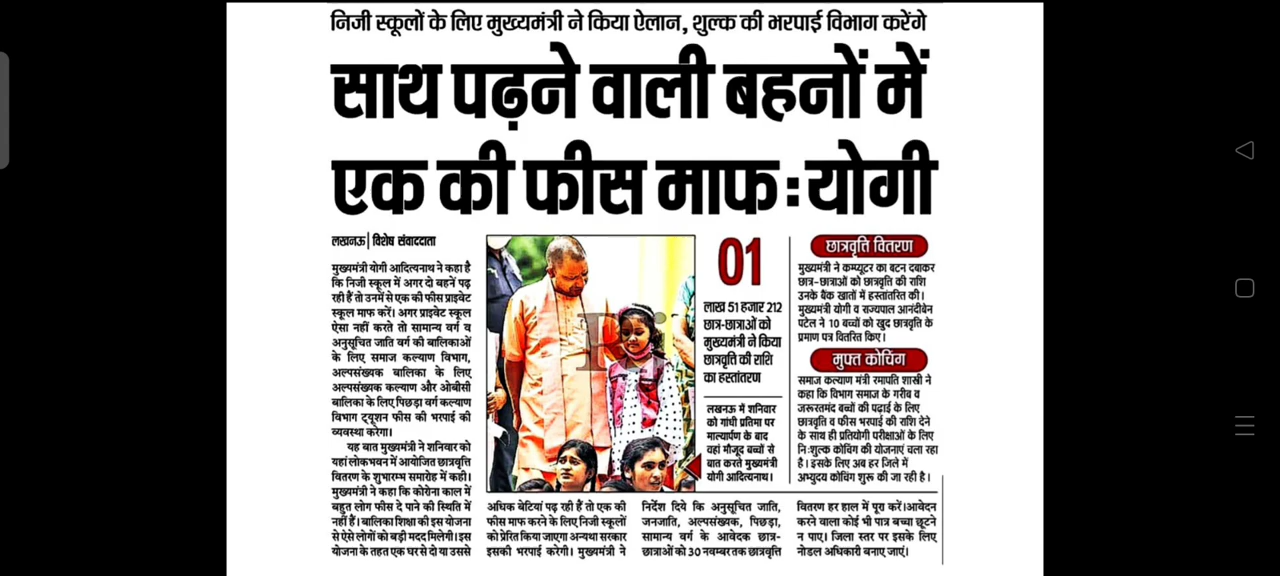 निजी स्कूलों के लिए मुख्यमंत्री ने किया ऐलान, शुल्क की भरपाई विभाग करेंगे
साथ पढ़ने वाली बहनों में
एक की फीस माफ : योगी
लखनऊ | विशेष संवाददाता
मुख्यमंत्री योगी आदित्यनाथ ने कहा है
कि निजी स्कूल में अगर दो बहनें पढ़
रही हैं तो उनमें से एक की फीस प्राइवेट
स्कूल माफ करें। अगर प्राइवेट स्कूल
ऐसा नहीं करते तो सामान्य वर्ग व
अनुसूचित जाति वर्ग की बालिकाओं
के लिए समाज कल्याण विभाग,
अल्पसंख्यक बालिका के लिए
अल्पसंख्यक कल्याण और ओबीसी
बालिका के लिए पिछड़ा वर्ग कल्याण
विभाग ट्यूशन फीस की भरपाई की
व्यवस्था करेगा।
यह बात मुख्यमंत्री ने शनिवार को
यहां लोकभवन में आयोजित छात्रवृत्ति
वितरण के शुभारम्भ समारोह में कही।
मुख्यमंत्री ने कहा कि कोरोना काल में
बहुत लोग फीस दे पाने की स्थिति में
नहीं हैं। बालिका शिक्षा की इस योजना
से ऐसे लोगों को बड़ी मदद मिलेगी। इस
योजना के तहत एक घर से दो या उससे
अधिक बेटियां पढ़ रही हैं तो एक की
फीस माफ करने के लिए निजी स्कूलों
को प्रेरित किया जाएगा अन्यथा सरकार
इसकी भरपाई करेगी। मुख्यमंत्री ने
निर्देश दिये कि अनुसूचित जाति,
जनजाति, अल्पसंख्यक, पिछड़ा,
सामान्य वर्ग के आवेदक छात्र-
छात्राओं को 30 नवम्बर तक छात्रवृत्ति
वितरण हर हाल में पूरा करें।आवेदन
करने वाला कोई भी पात्र बच्चा छूटने
न पाए। जिला स्तर पर इसके लिए
नोडल अधिकारी बनाए जाएं।
01
लाख 51 हजार 212
छात्र-छात्राओं को
मुख्यमंत्री ने किया
छात्रवृत्ति की राशि
का हस्तांतरण
लखनऊ में शनिवार
को गांधी प्रतिमा पर
माल्यार्पण के बाद
वहां मौजूद बच्चों से
बात करते मुख्यमंत्री
योगी आदित्यनाथ।
छात्रवृत्ति वितरण
मुख्यमंत्री ने कम्प्यूटर का बटन दबाकर
छात्र-छात्राओं को छात्रवृत्ति की राशि
उनके बैंक खातों में हस्तांतरित की।
मुख्यमंत्री योगी व राज्यपाल आनंदीबेन
पटेल ने 10 बच्चों को खुद छात्रवृत्ति के
प्रमाण पत्र वितरित किए।
मुफ्त कोचिंग
समाज कल्याण मंत्री रमापति शास्त्री ने
कहा कि विभाग समाज के गरीब व
जरूरतमंद बच्चों की पढ़ाई के लिए
छात्रवृत्ति व फीस भरपाई की राशि देने
के साथ ही प्रतियोगी परीक्षाओं के लिए
निःशुल्क कोचिंग की योजनाएं चला रहा
है। इसके लिए अब हर जिले में
अभ्युदय कोचिंग शुरू की जा रही है।